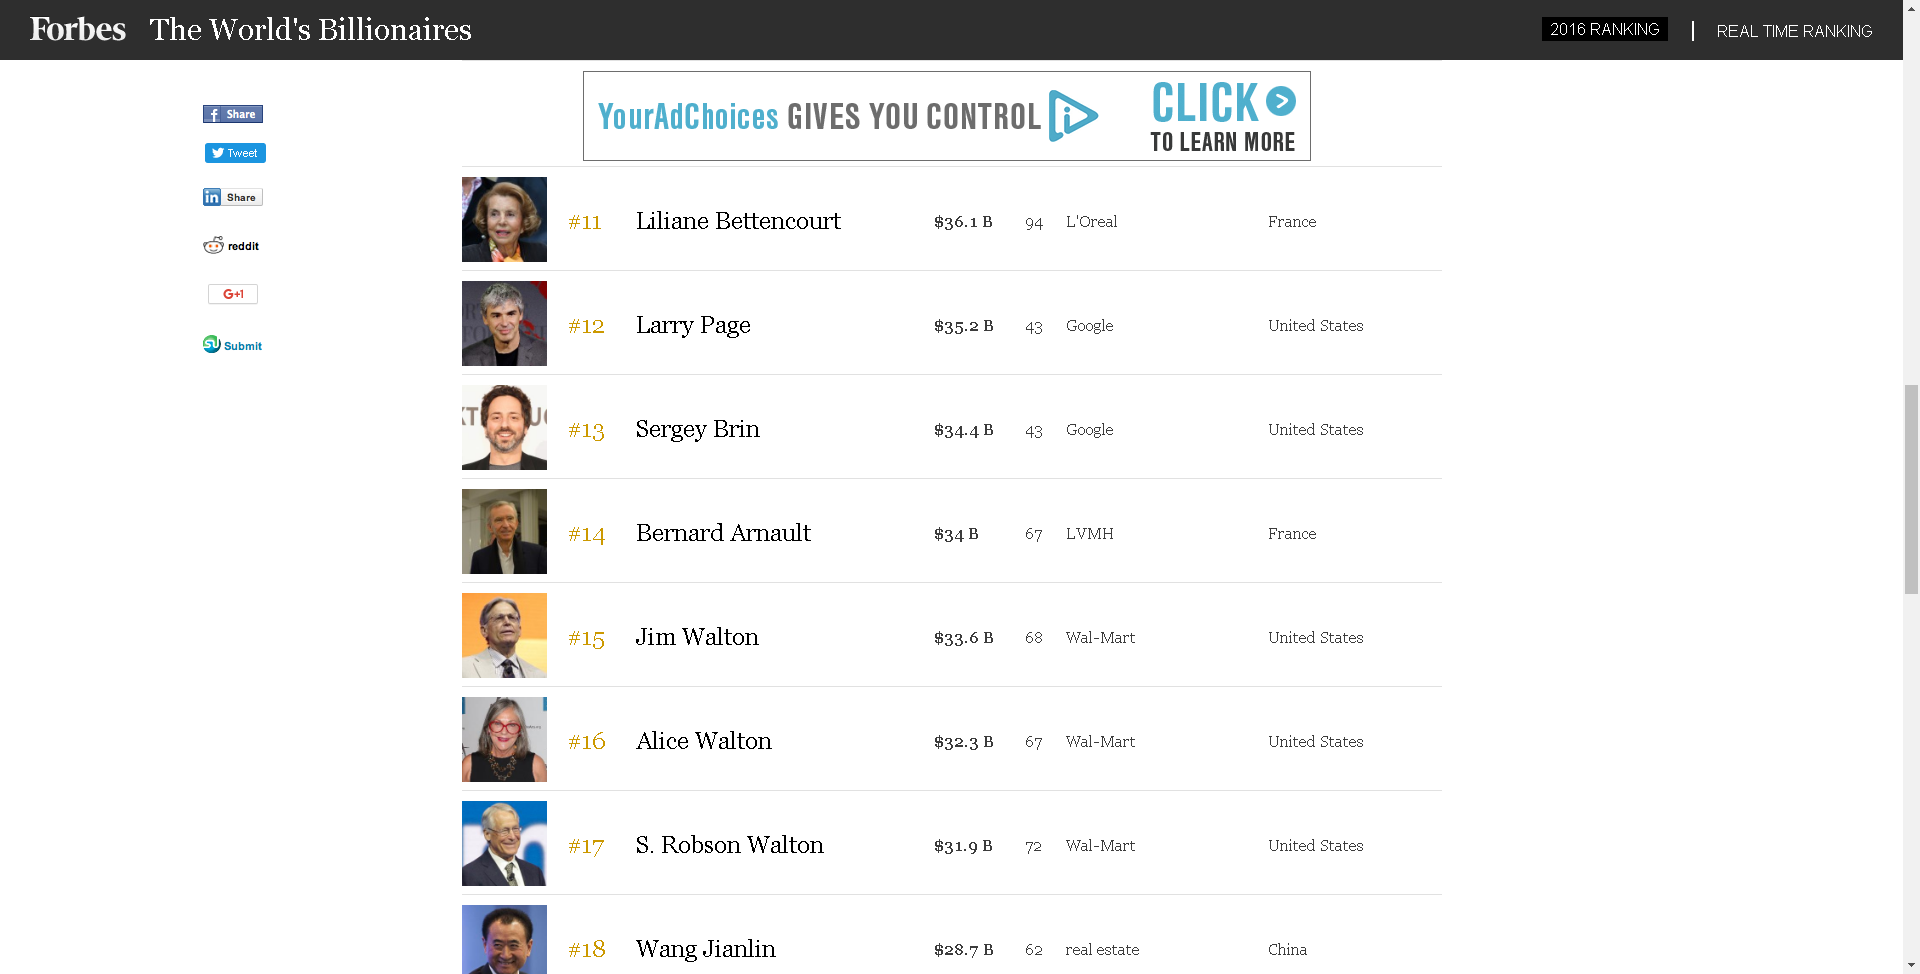 Forbes The World's Billionaires 2016 RANKING | REAL TIME RANKING
YourAdChoices GIVES YOU CONTROL CLICK
TO LEARN MORE
Share
Tweet
Share
reddit
G+1
Submit
#11 Liliane Bettencourt $36.1 B 94 L'Oreal France
#12 Larry Page $35.2 B 43 Google United States
#13 Sergey Brin $34.4 B 43 Google United States
#14 Bernard Arnault $34 B 67 LVMH France
#15 Jim Walton $33.6 B 68 Wal-Mart United States
#16 Alice Walton $32.3 B 67 Wal-Mart United States
#17 S. Robson Walton $31.9 B 72 Wal-Mart United States
#18 Wang Jianlin $28.7 B 62 real estate China